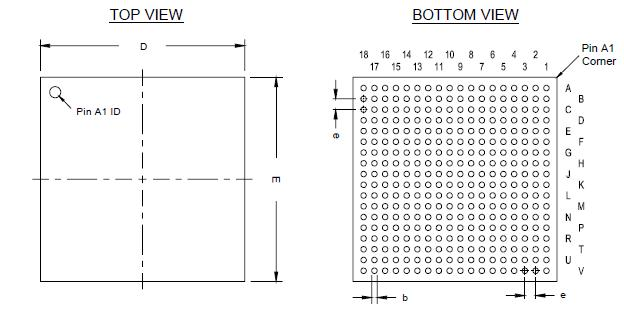 TOP VIEW
D
Pin A1 ID
E
BOTTOM VIEW
Pin A1
Corner
18 16 14 12 10 8 6 4 2
17 15 13 11 9 7 5 3 1
A
B
C
D
E
F
G
H
J
K
L
M
N
P
R
T
U
V
e
b
e